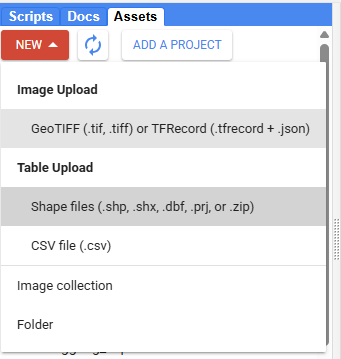 Scripts Docs Assets
NEW ADD A PROJECT
Image Upload
GeoTIFF (.tif, .tiff) or TFRecord (.tfrecord + .json)
Table Upload
Shape files (.shp, .shx, .dbf, .prj, or .zip)
CSV file (.csv)
Image collection
Folder